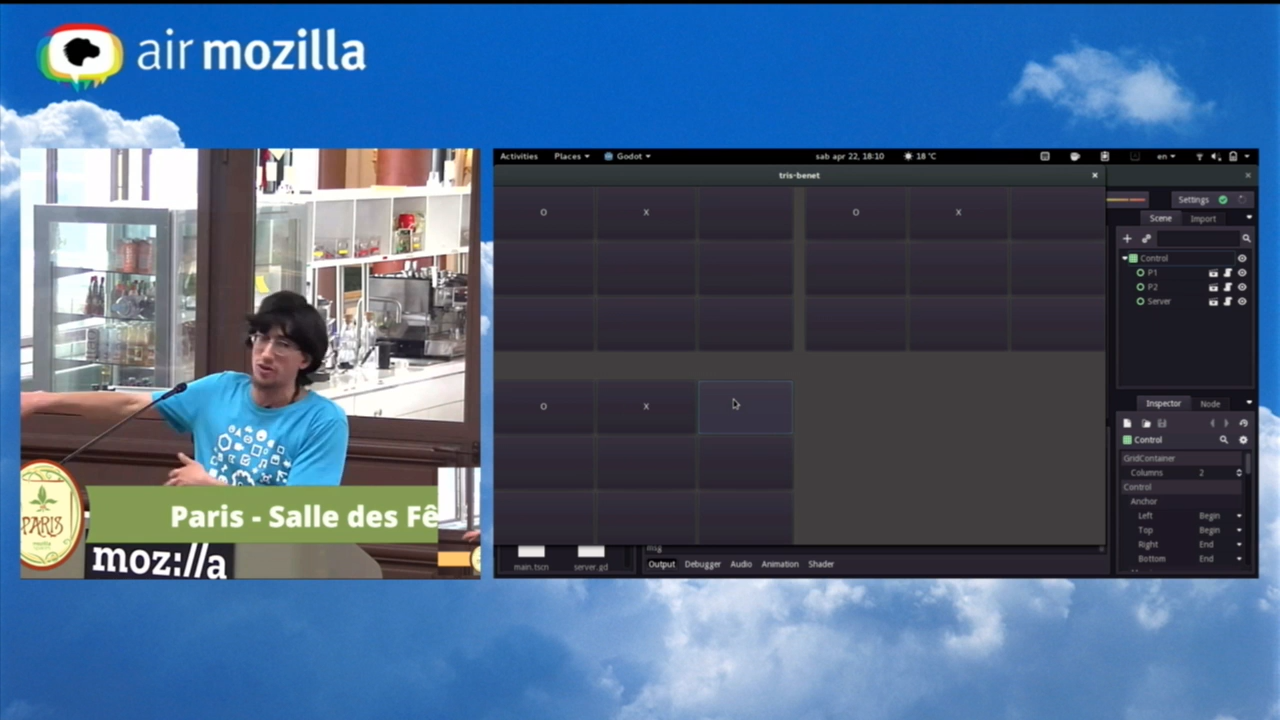 air mozilla
Activities Places Godot sab apr 22, 18:10 18 °C en
tris-benet
Settings
O X O X
Scene Import
Control
P1
P2
Server
O X
Inspector Node
Control
GridContainer
Columns 2
Control
Anchor
Left Begin
Top Begin
Right End
Bottom End
main.tscn server.gd
msg
Output Debugger Audio Animation Shader
PARIS
mozilla
Paris - Salle des Fê
moz://a